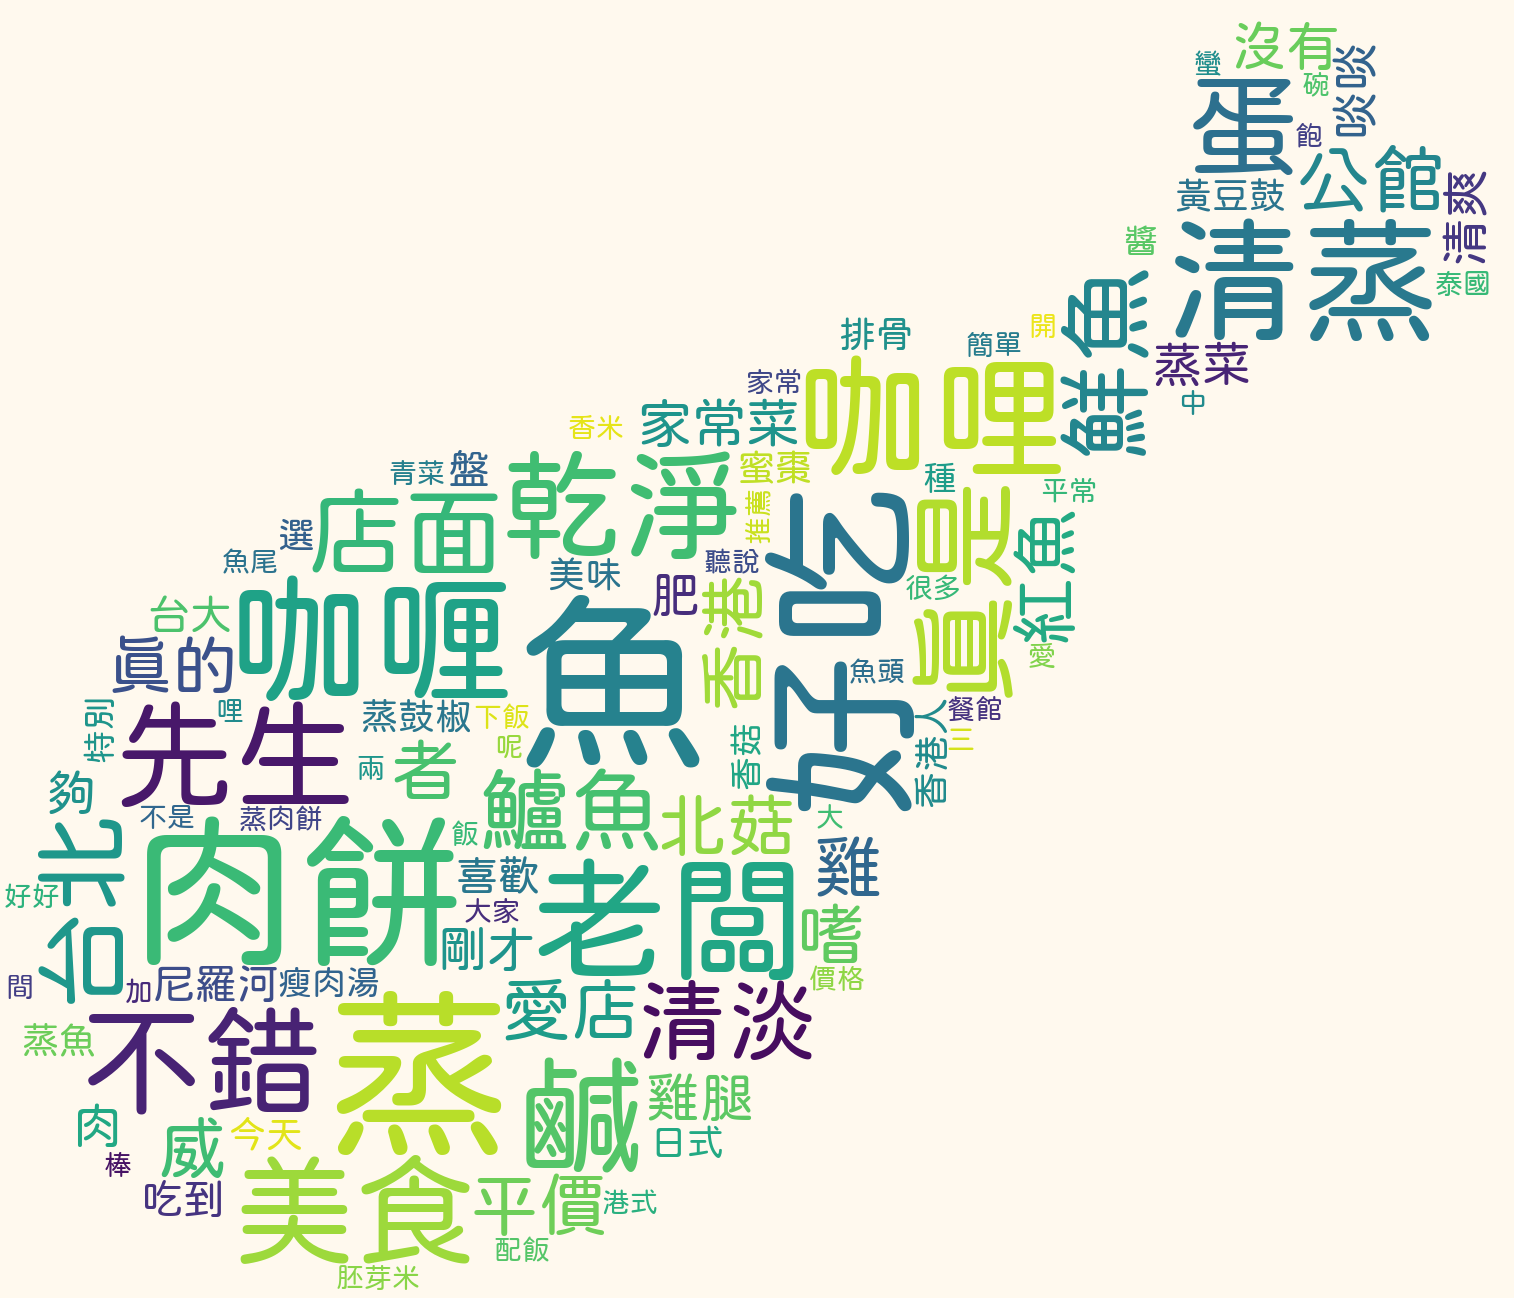 沒有
蠻
碗
啖啖
蛋
飽
公館
黃豆鼓
清爽
清蒸
醬
泰國
魚
排骨
簡單
開
蒸菜
家常
咖哩
鮮
中
香米
家常菜
青菜
盤
乾淨
蜜棗
種
平常
店面
選
推薦
好吃
真是
紅魚
魚尾
美味
聽說
肥
很多
台大
咖喱
魚
香港
愛
真的
魚頭
特別
哩
先生
蒸鼓椒
下飯
呢
香菇
香港人
餐館
三
兩
者
夠
鱸魚
北菇
不是
蒸肉餅
飯
大
台北
肉餅
喜歡
雞
好好
大家
老闆
嗜
剛才
價格
間
加
尼羅河
瘦肉湯
愛店
清淡
蒸魚
不錯
蒸
鹹
雞腿
肉
威
今天
日式
棒
吃到
美食
平價
港式
配飯
胚芽米